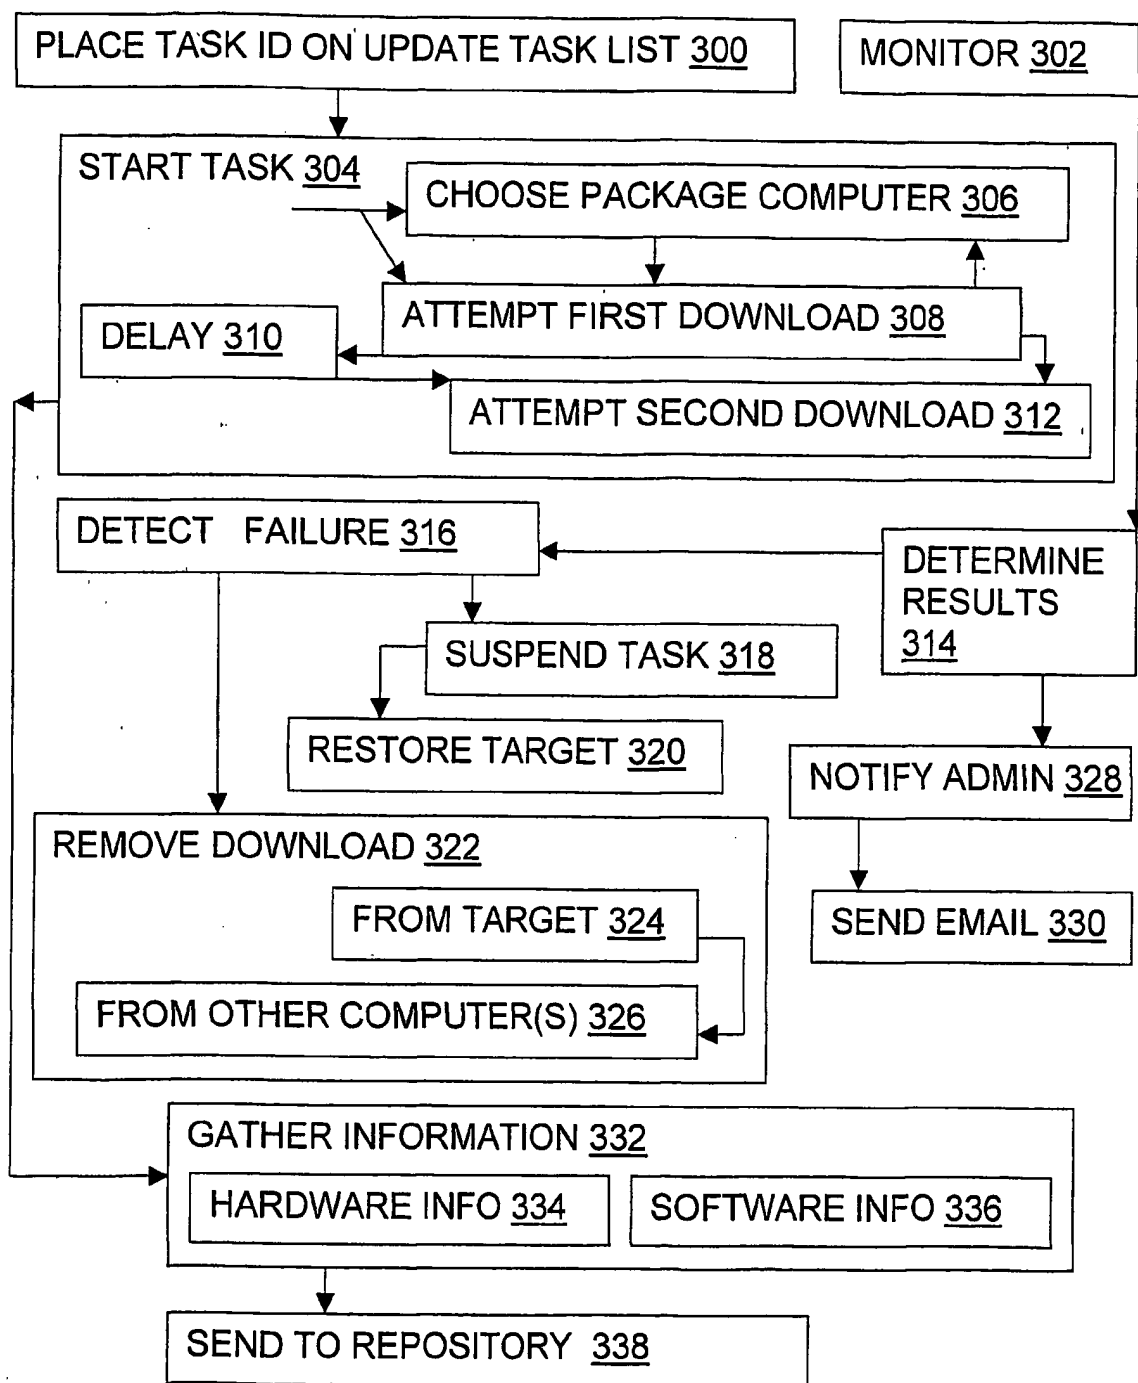 PLACE TASK ID ON UPDATE TASK LIST 300
MONITOR 302
START TASK 304
CHOOSE PACKAGE COMPUTER 306
ATTEMPT FIRST DOWNLOAD 308
DELAY 310
ATTEMPT SECOND DOWNLOAD 312
DETECT FAILURE 316
DETERMINE
RESULTS
314
SUSPEND TASK 318
RESTORE TARGET 320
NOTIFY ADMIN 328
REMOVE DOWNLOAD 322
FROM TARGET 324
SEND EMAIL 330
FROM OTHER COMPUTER(S) 326
GATHER INFORMATION 332
HARDWARE INFO 334
SOFTWARE INFO 336
SEND TO REPOSITORY 338